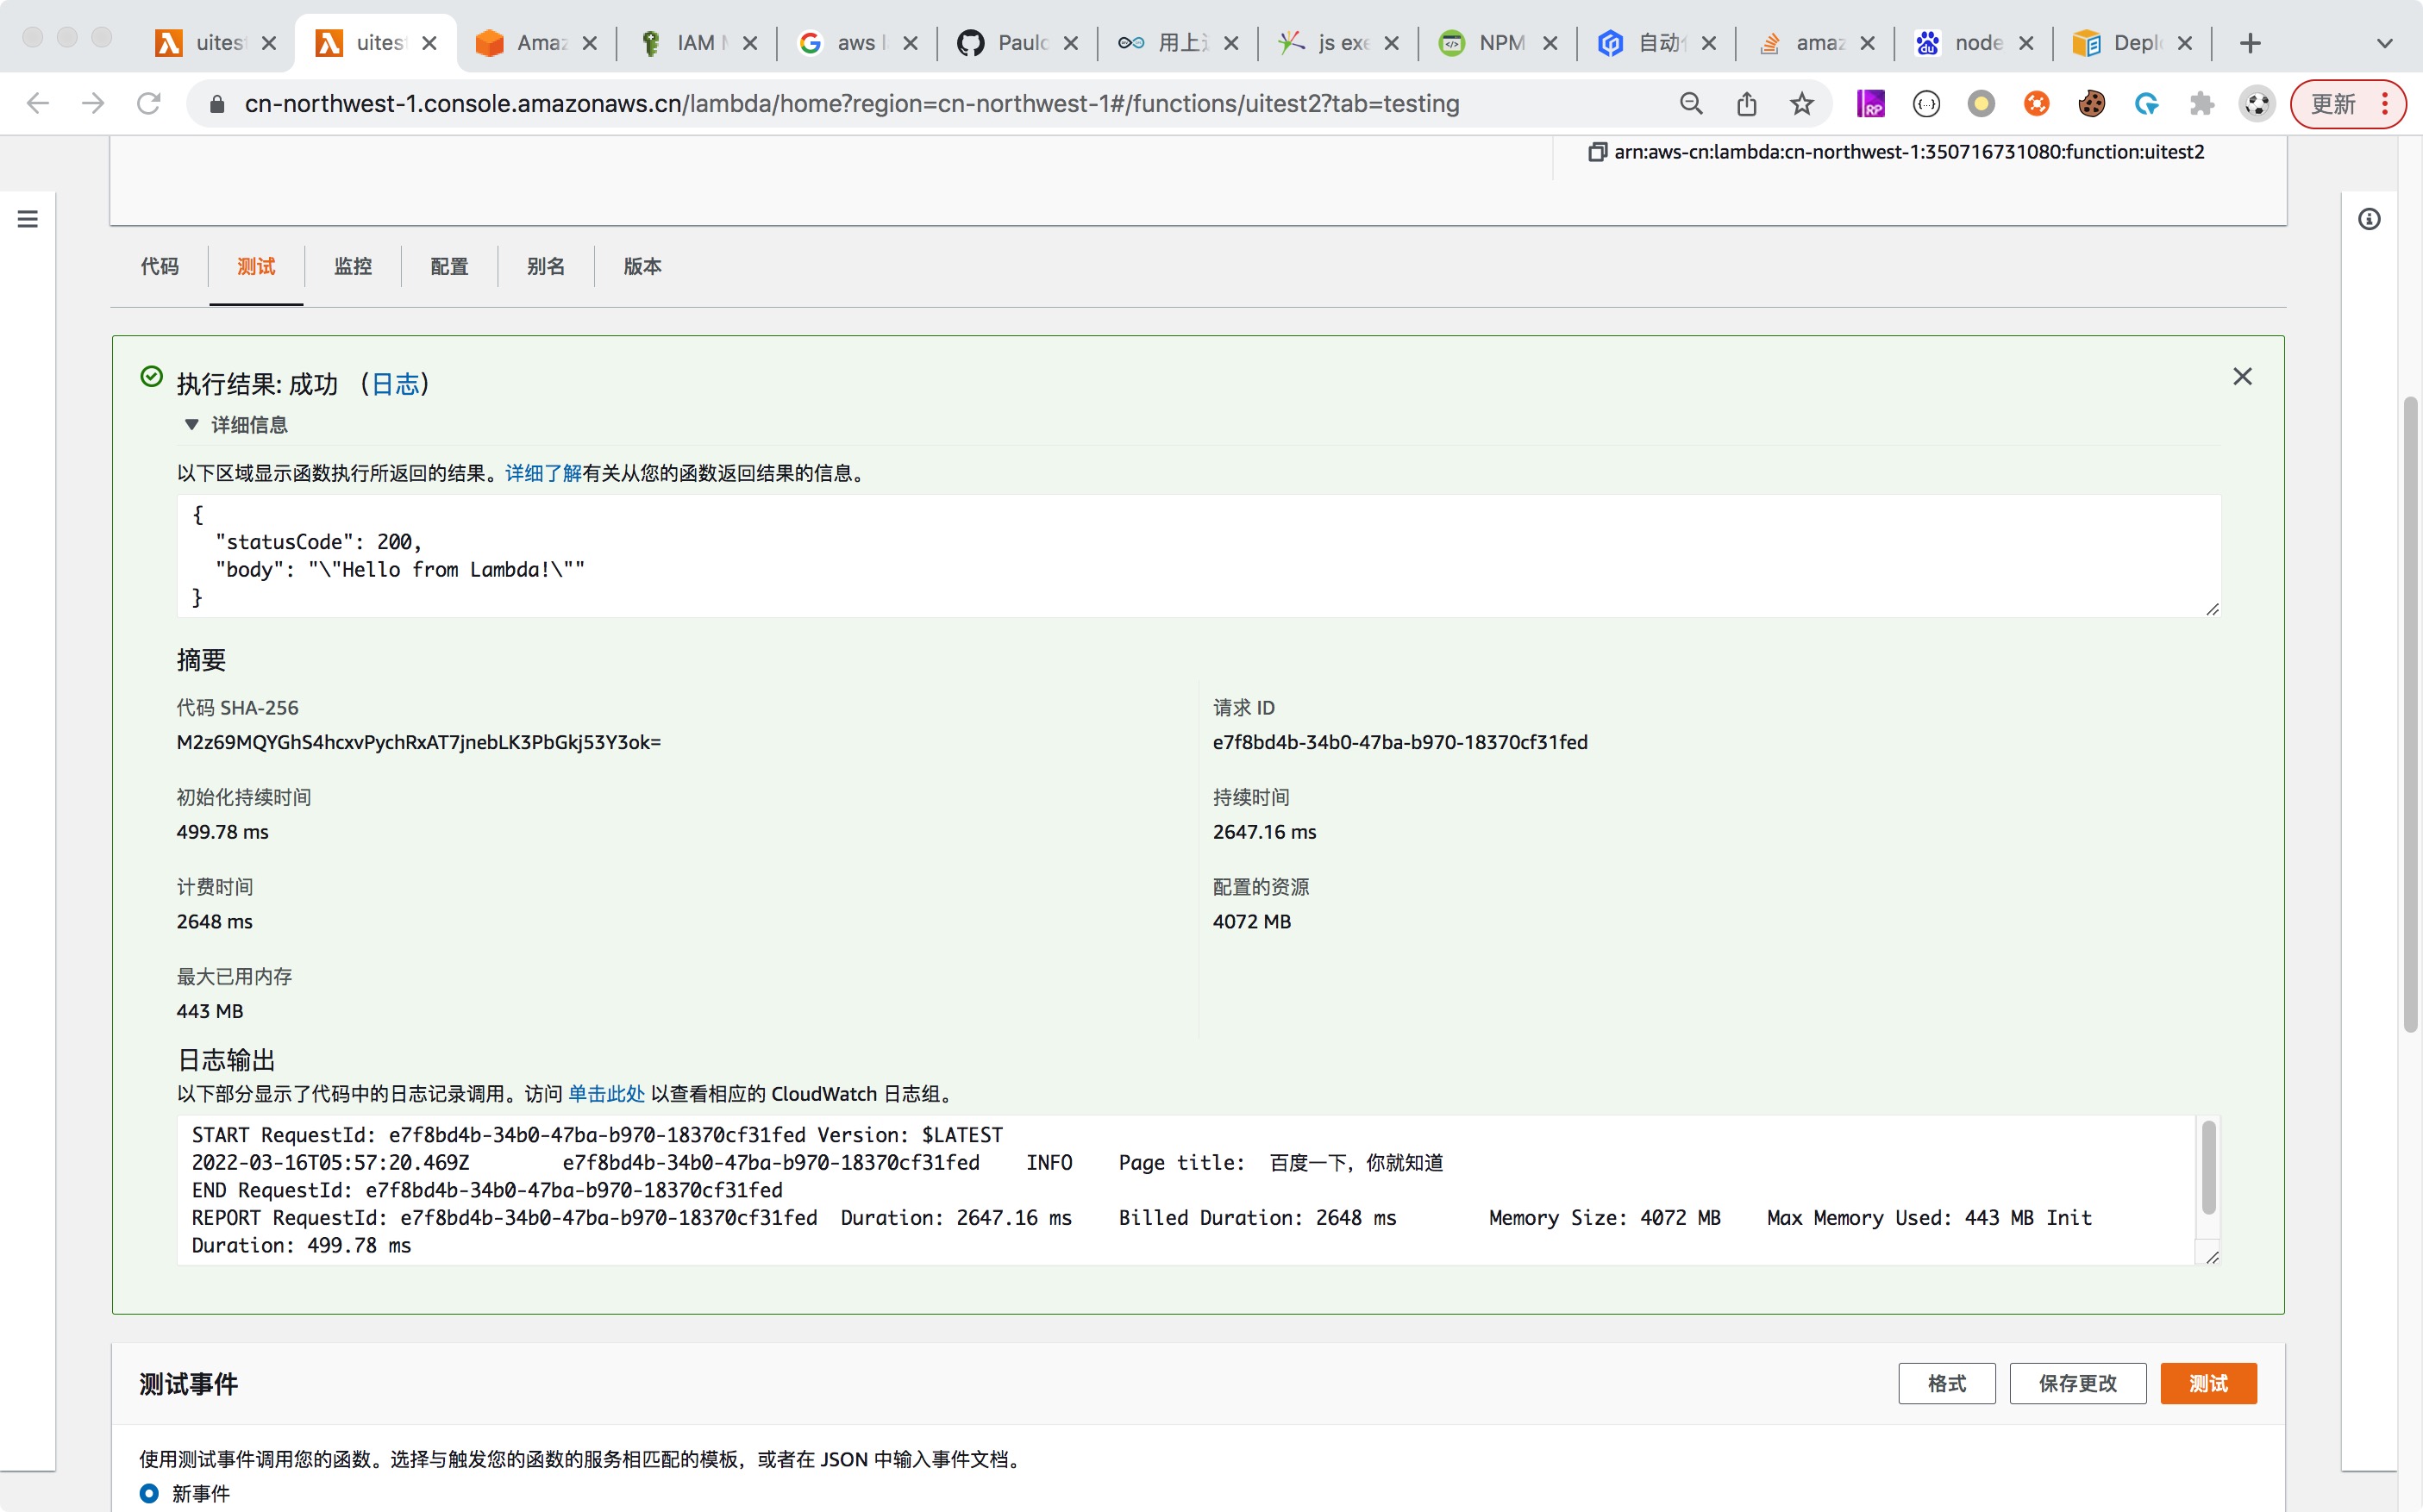 uites
uites
Amaz
IAM
aws l
Paulo
用上
js exe
NPM
自动
amaz
node
Depl
cn-northwest-1.console.amazonaws.cn/lambda/home?region=cn-northwest-1#/functions/uitest2?tab=testing
RP
更新
arn:aws-cn:lambda:cn-northwest-1:350716731080:function:uitest2
代码
测试
监控
配置
别名
版本
执行结果: 成功 (日志)
▼ 详细信息
以下区域显示函数执行所返回的结果。详细了解有关从您的函数返回结果的信息。
{
  "statusCode": 200,
  "body": "\"Hello from Lambda!\""
}
摘要
代码 SHA-256
M2z69MQYGhS4hcxvPychRxAT7jnebLK3PbGkj53Y3ok=
请求 ID
e7f8bd4b-34b0-47ba-b970-18370cf31fed
初始化持续时间
499.78 ms
持续时间
2647.16 ms
计费时间
2648 ms
配置的资源
4072 MB
最大已用内存
443 MB
日志输出
以下部分显示了代码中的日志记录调用。访问 单击此处 以查看相应的 CloudWatch 日志组。
START RequestId: e7f8bd4b-34b0-47ba-b970-18370cf31fed Version: $LATEST
2022-03-16T05:57:20.469Z e7f8bd4b-34b0-47ba-b970-18370cf31fed INFO Page title: 百度一下，你就知道
END RequestId: e7f8bd4b-34b0-47ba-b970-18370cf31fed
REPORT RequestId: e7f8bd4b-34b0-47ba-b970-18370cf31fed Duration: 2647.16 ms Billed Duration: 2648 ms Memory Size: 4072 MB Max Memory Used: 443 MB Init
Duration: 499.78 ms
测试事件
格式
保存更改
测试
使用测试事件调用您的函数。选择与触发您的函数的服务相匹配的模板，或者在 JSON 中输入事件文档。
新事件